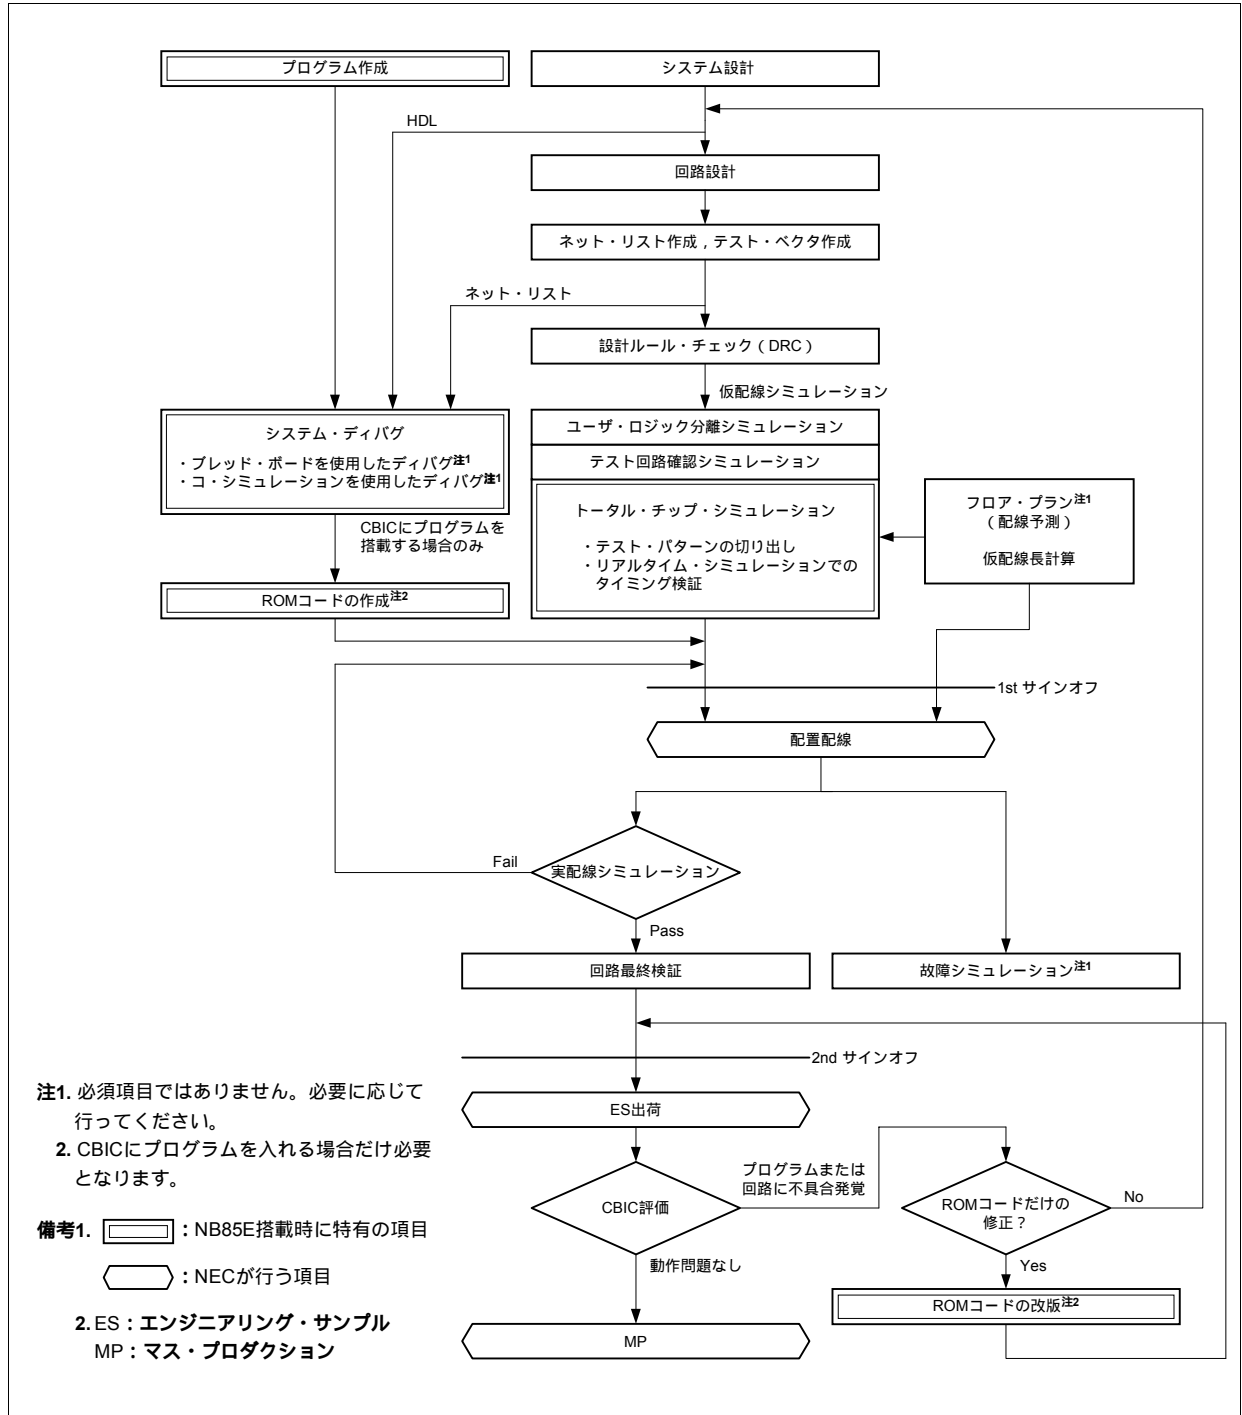 プログラム作成
システム設計
HDL
回路設計
ネット・リスト作成，テスト・ベクタ作成
ネット・リスト
設計ルール・チェック（DRC）
仮配線シミュレーション
システム・ディバグ
・ブレッド・ボードを使用したディバグ注1
・コ・シミュレーションを使用したディバグ注1
ユーザ・ロジック分離シミュレーション
テスト回路確認シミュレーション
トータル・チップ・シミュレーション
・テスト・パターンの切り出し
・リアルタイム・シミュレーションでの
タイミング検証
フロア・プラン注1
（配線予測）
仮配線長計算
CBICにプログラムを
搭載する場合のみ
ROMコードの作成注2
1st サインオフ
配置配線
Fail
実配線シミュレーション
Pass
回路最終検証
故障シミュレーション注1
2nd サインオフ
ES出荷
プログラムまたは
回路に不具合発覚
CBIC評価
ROMコードだけの
修正？
No
動作問題なし
Yes
ROMコードの改版注2
MP
注1. 必須項目ではありません。必要に応じて
行ってください。
2. CBICにプログラムを入れる場合だけ必要
となります。
備考1. ：NB85E搭載時に特有の項目
：NECが行う項目
2. ES：エンジニアリング・サンプル
MP：マス・プロダクション